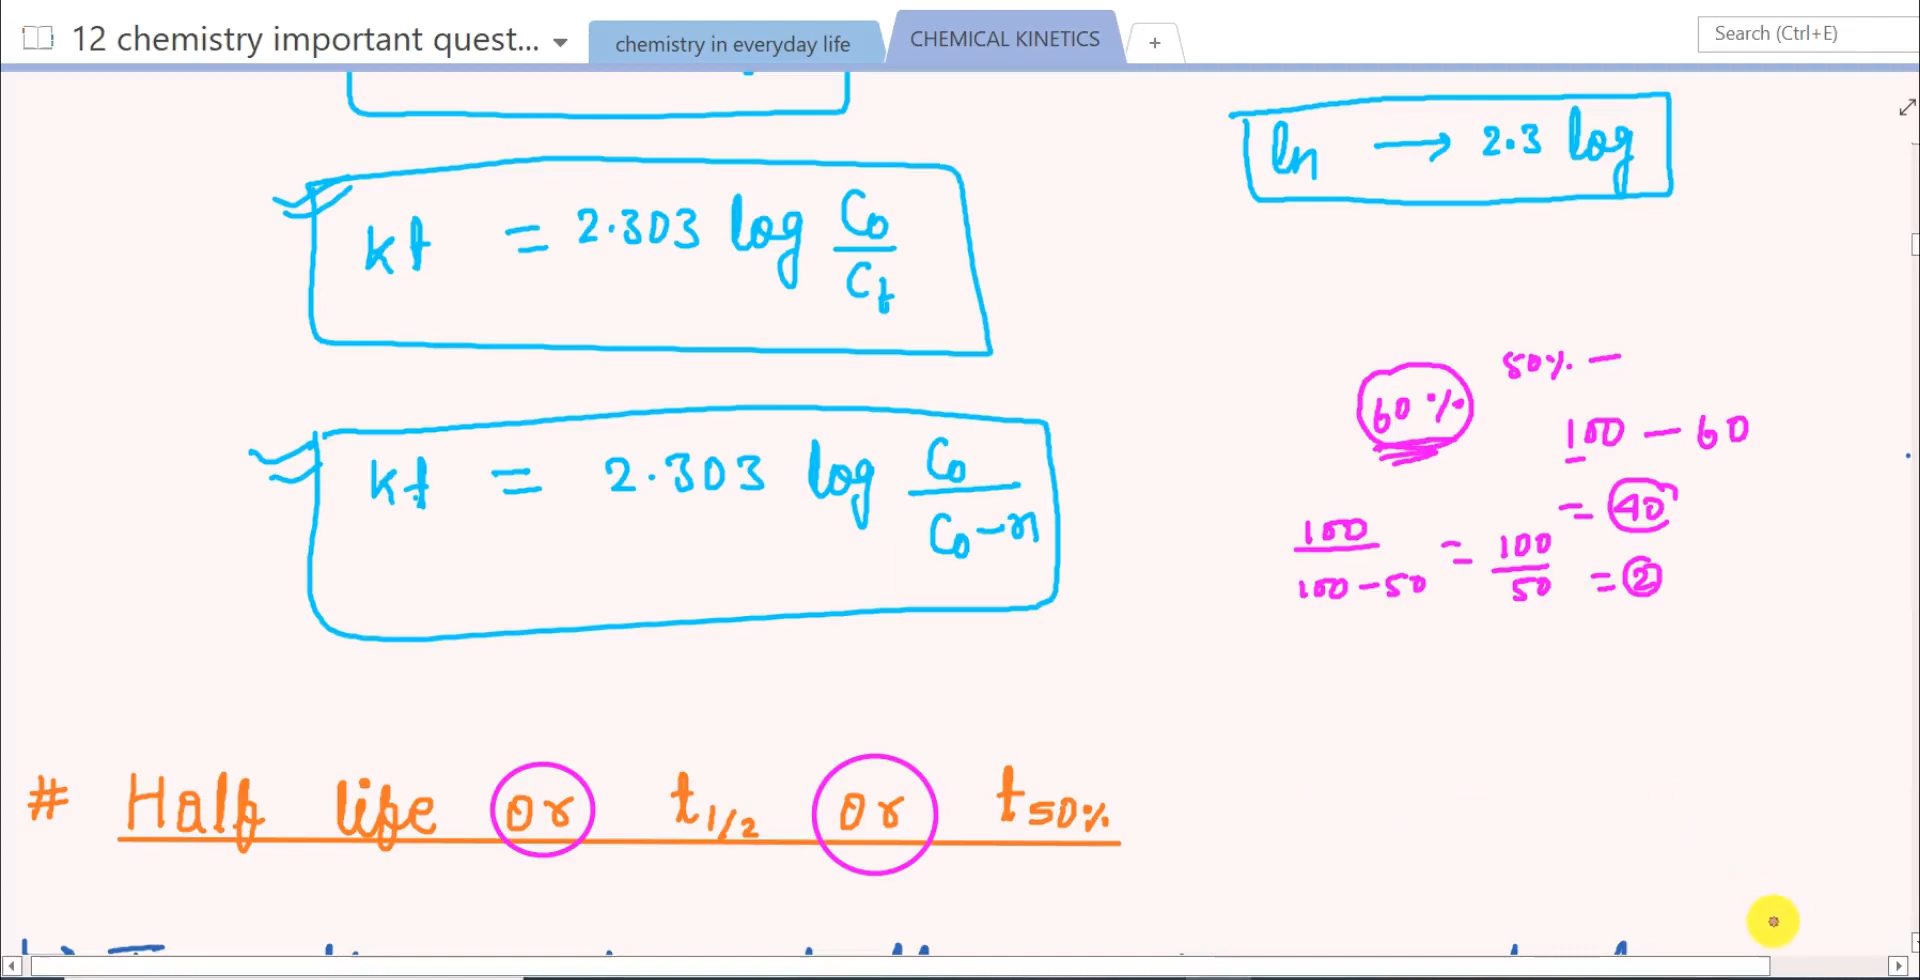 12 chemistry important quest...
chemistry in everyday life
CHEMICAL KINETICS
+
Search (Ctrl+E)
ln → 2.3 log
kt = 2.303 log C₀/Cₜ
kt = 2.303 log C₀/C₀-x
60%
50% —
100 - 60
= 40
100/100-50 = 100/50 = 2
# Half life or t1/2 or t50%